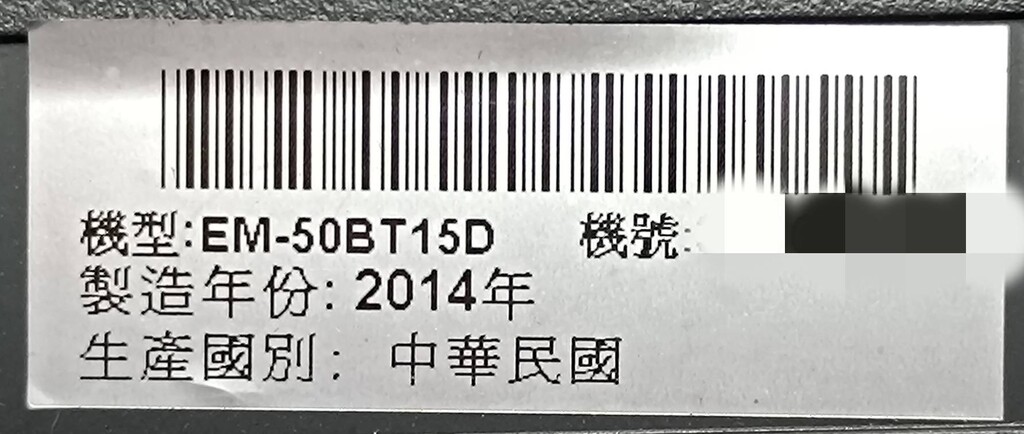 機型:EM-50BT15D 機號:
製造年份: 2014年
生產國別: 中華民國